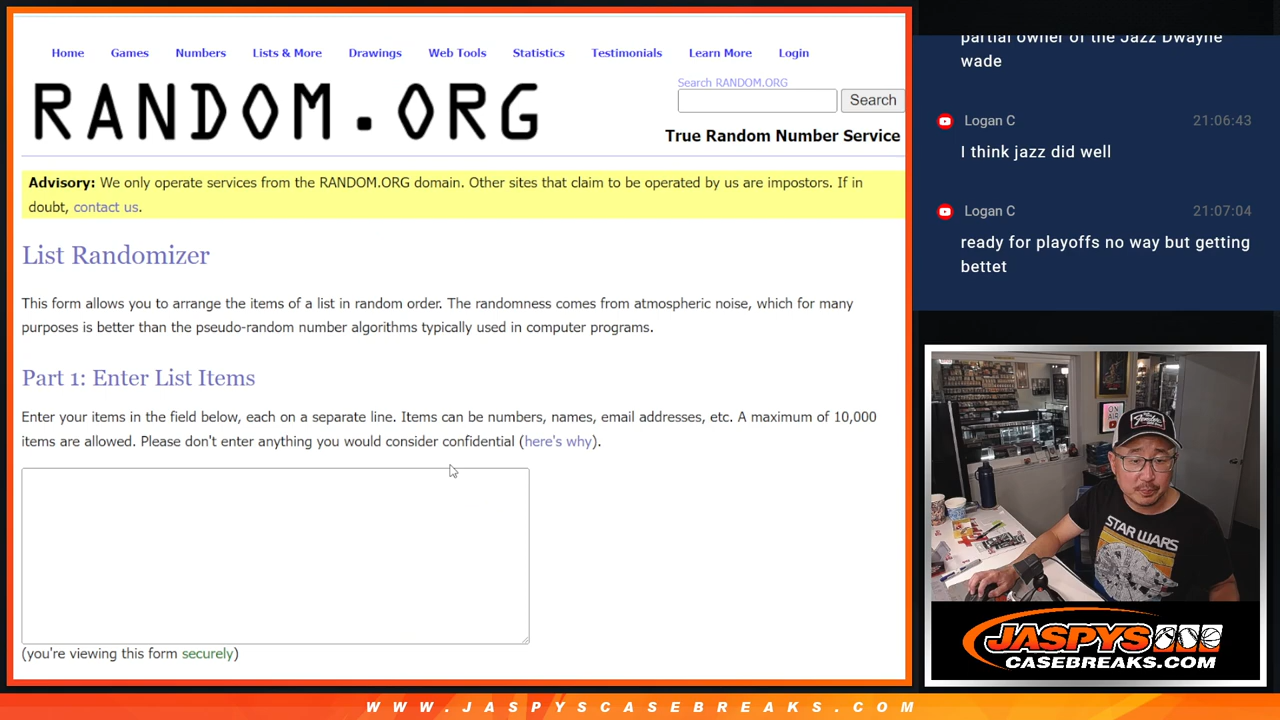 Home Games Numbers Lists & More Drawings Web Tools Statistics Testimonials Learn More Login
RANDOM.ORG
Search RANDOM.ORG
Search
True Random Number Service
Advisory: We only operate services from the RANDOM.ORG domain. Other sites that claim to be operated by us are impostors. If in
doubt, contact us.
List Randomizer
This form allows you to arrange the items of a list in random order. The randomness comes from atmospheric noise, which for many
purposes is better than the pseudo-random number algorithms typically used in computer programs.
Part 1: Enter List Items
Enter your items in the field below, each on a separate line. Items can be numbers, names, email addresses, etc. A maximum of 10,000
items are allowed. Please don't enter anything you would consider confidential (here's why).
(you're viewing this form securely)
partial owner of the Jazz Dwayne
wade
Logan C 21:06:43
I think jazz did well
Logan C 21:07:04
ready for playoffs no way but getting
bettet
ON
AIR
STAR WARS
JASPYS
CASEBREAKS.COM
WWW.JASPYSCASEBREAKS.COM